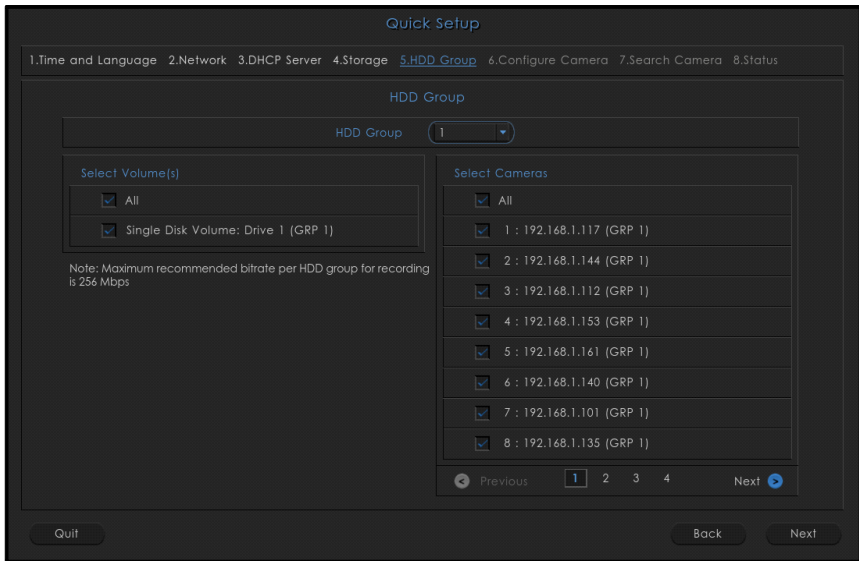 Quick Setup
1.Time and Language 2.Network 3.DHCP Server 4.Storage 5.HDD Group 6.Configure Camera 7.Search Camera 8.Status
HDD Group
HDD Group 1
Select Volume(s)
All
Single Disk Volume: Drive 1 (GRP 1)
Note: Maximum recommended bitrate per HDD group for recording
is 256 Mbps
Select Cameras
All
1 : 192.168.1.117 (GRP 1)
2 : 192.168.1.144 (GRP 1)
3 : 192.168.1.112 (GRP 1)
4 : 192.168.1.153 (GRP 1)
5 : 192.168.1.161 (GRP 1)
6 : 192.168.1.140 (GRP 1)
7 : 192.168.1.101 (GRP 1)
8 : 192.168.1.135 (GRP 1)
Previous 1 2 3 4 Next
Quit Back Next